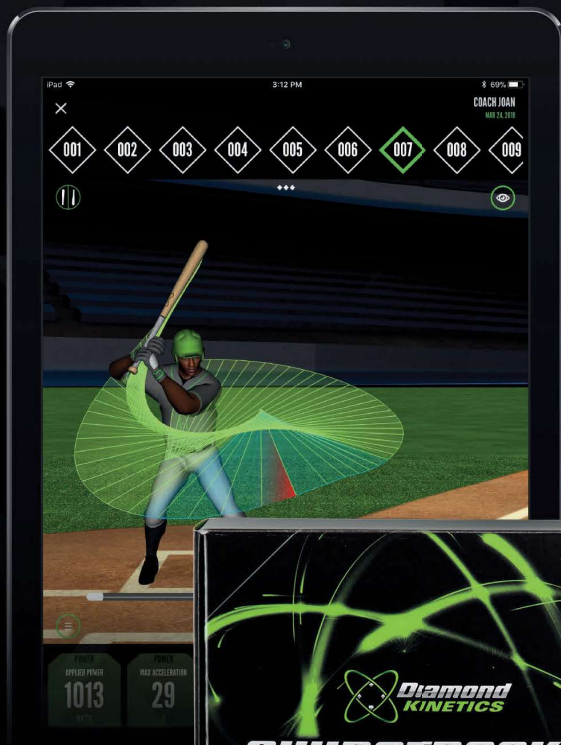 iPad
3:12 PM
69%
COACH JOAN
MAR 24, 2018
001 002 003 004 005 006 007 008 009
POWER
APPLIED POWER
1013
POWER
MAX ACCELERATION
29
Diamond
KINETICS